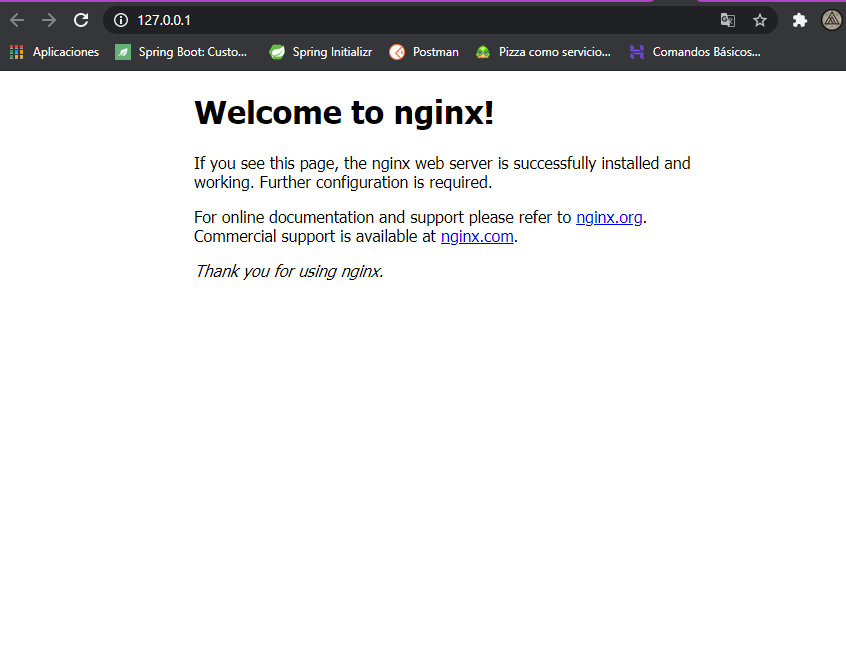 127.0.0.1
Aplicaciones Spring Boot: Custo... Spring Initializr Postman Pizza como servicio... Comandos Básicos...
Welcome to nginx!
If you see this page, the nginx web server is successfully installed and
working. Further configuration is required.
For online documentation and support please refer to nginx.org.
Commercial support is available at nginx.com.
Thank you for using nginx.